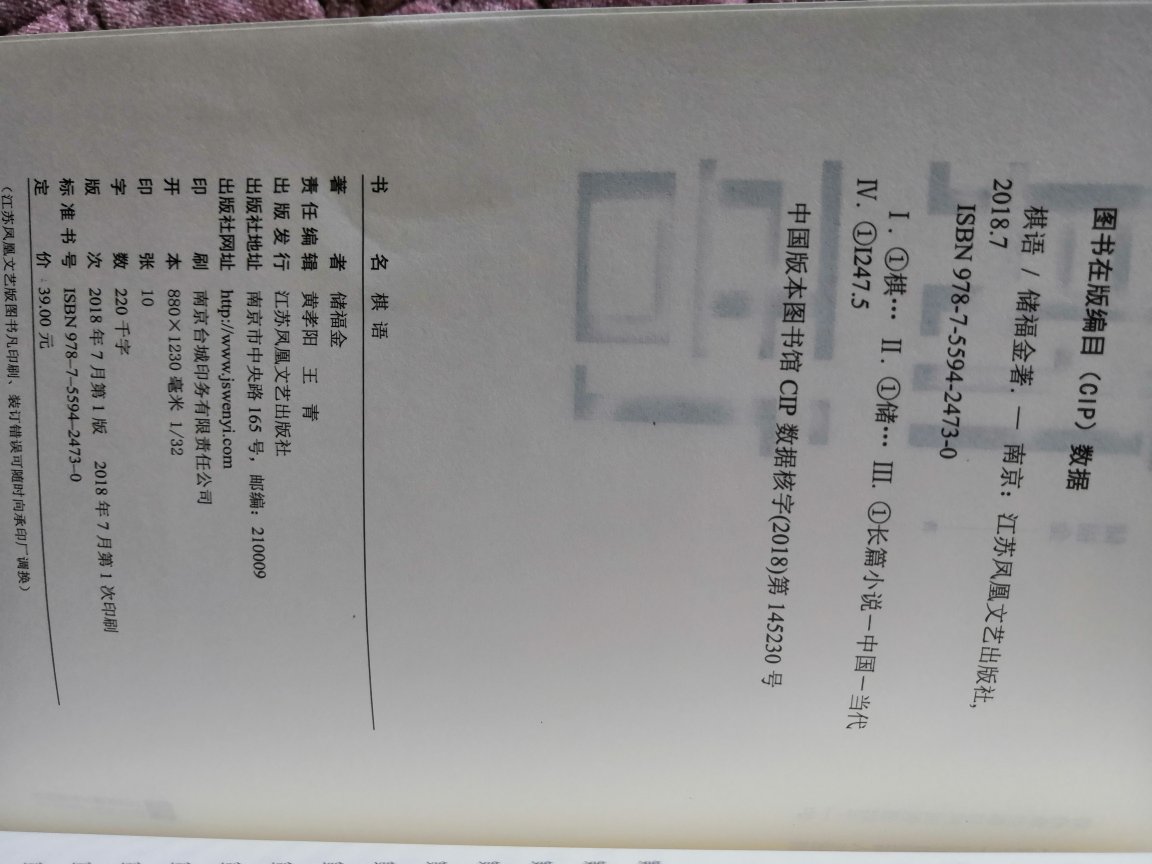 图书在版编目（CIP）数据
棋语 / 储福金著. — 南京：江苏凤凰文艺出版社,
2018.7
ISBN 978-7-5594-2473-0
Ⅰ. ①棋… Ⅱ. ①储… Ⅲ. ①长篇小说－中国－当代
Ⅳ. ①I247.5
中国版本图书馆 CIP 数据核字(2018)第 145230 号
书 名 棋 语
著 者 储福金
责任编辑 黄孝阳 王 青
出版发行 江苏凤凰文艺出版社
出版社地址 南京市中央路 165 号，邮编：210009
出版社网址 http://www.jswenyi.com
印 刷 南京台城印务有限责任公司
开 本 880×1230 毫米 1/32
印 张 10
字 数 220 千字
版 次 2018 年 7 月第 1 版 2018 年 7 月第 1 次印刷
标准书号 ISBN 978-7-5594-2473-0
定 价 39.00 元
（江苏凤凰文艺版图书凡印刷、装订错误可随时向承印厂调换）